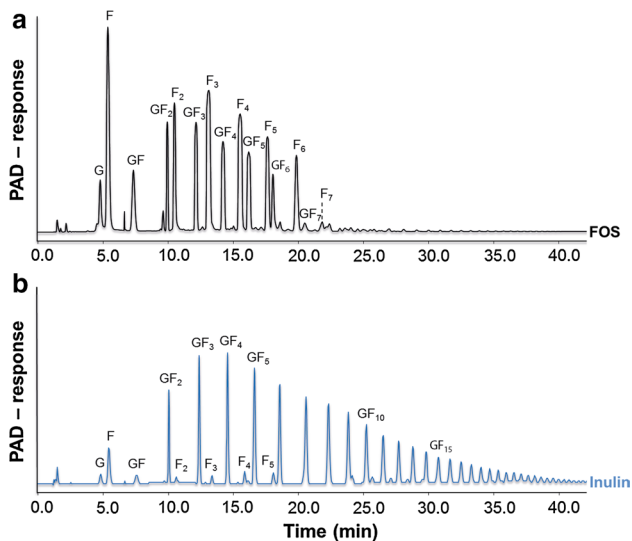 a
F
F₃
F₂
F₄
GF₂
GF₃
F₅
GF₄
F₆
GF₅
G
GF
GF₆
F₇
GF₇
PAD – response
FOS
0.0 5.0 10.0 15.0 20.0 25.0 30.0 35.0 40.0
b
GF₃
GF₄
GF₅
GF₂
GF₁₀
F
GF₁₅
G
GF
F₂
F₃
F₄
F₅
PAD – response
Inulin
0.0 5.0 10.0 15.0 20.0 25.0 30.0 35.0 40.0
Time (min)